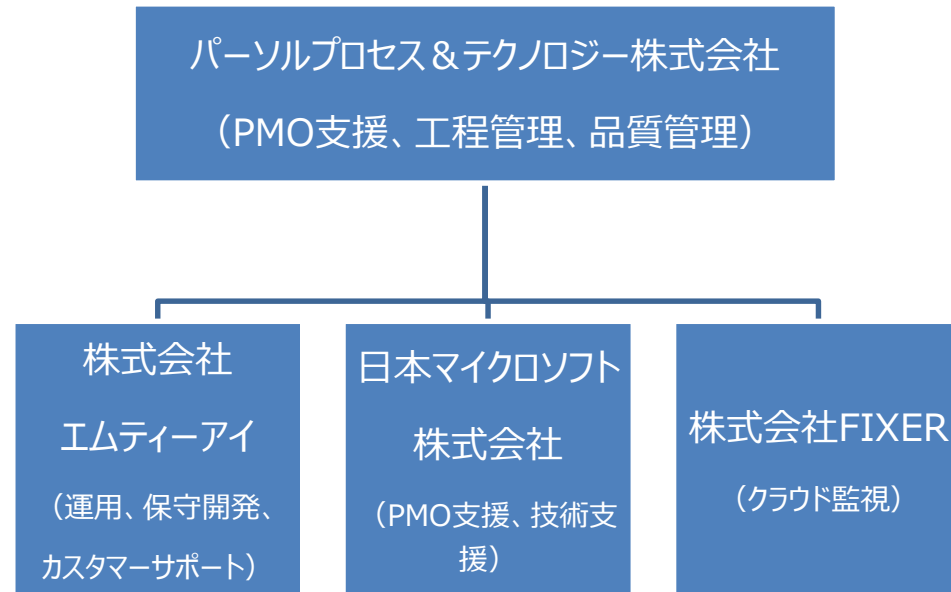 パーソルプロセス&テクノロジー株式会社
（PMO支援、工程管理、品質管理）
株式会社
エムティーアイ
（運用、保守開発、
カスタマーサポート）
日本マイクロソフト
株式会社
（PMO支援、技術支
援）
株式会社FIXER
（クラウド監視）